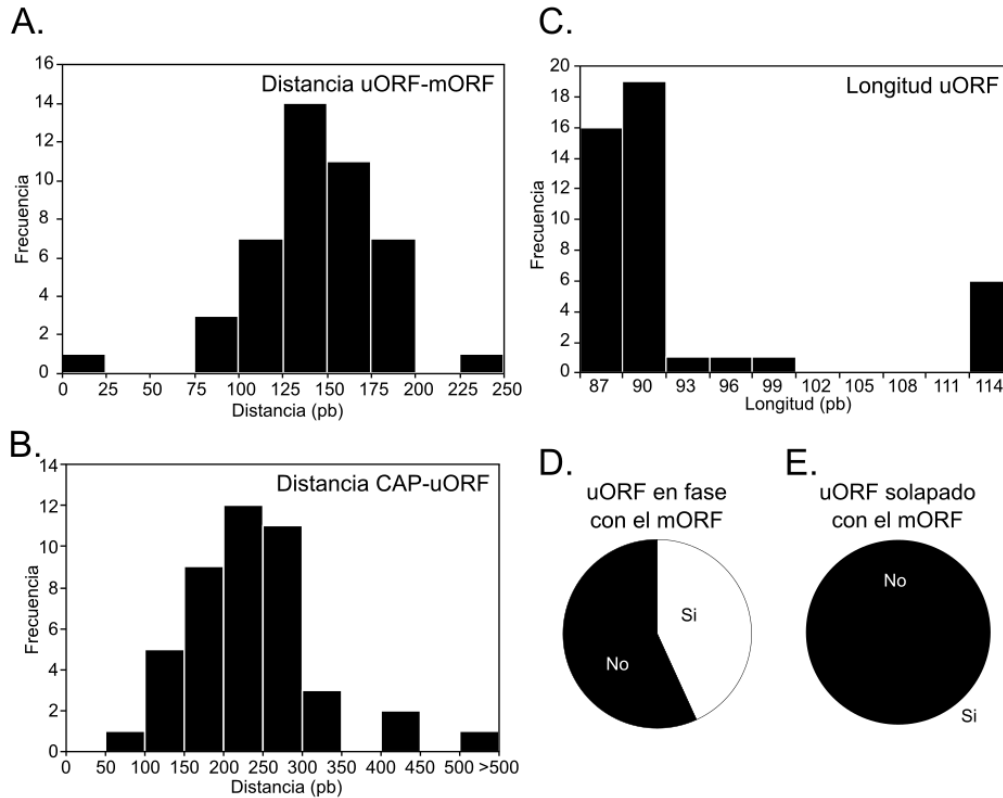 A.
Distancia uORF-mORF
Frecuencia
16
14
12
10
8
6
4
2
0
0 25 50 75 100 125 150 175 200 225 250
Distancia (pb)
B.
Distancia CAP-uORF
Frecuencia
14
12
10
8
6
4
2
0
0 50 100 150 200 250 300 350 400 450 500 >500
Distancia (pb)
C.
Longitud uORF
Frecuencia
20
18
16
14
12
10
8
6
4
2
0
87 90 93 96 99 102 105 108 111 114
Longitud (pb)
D.
uORF en fase
con el mORF
Si
No
E.
uORF solapado
con el mORF
No
Si